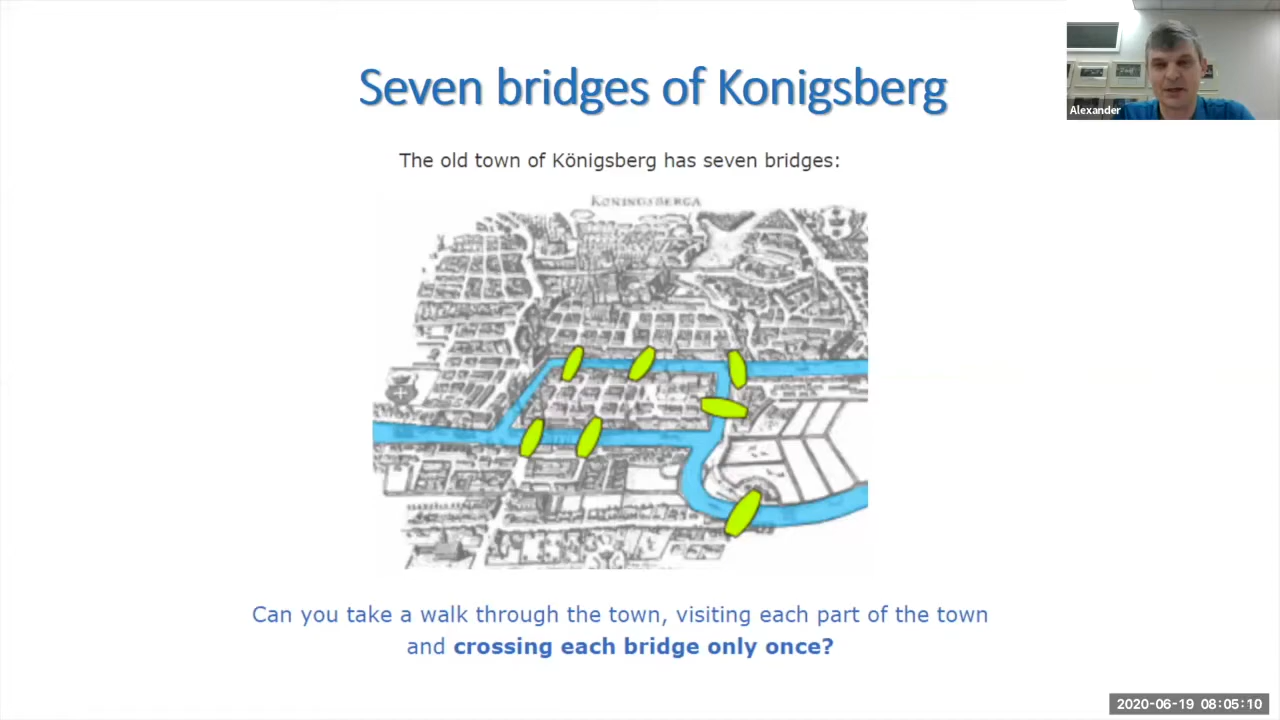 Seven bridges of Konigsberg
Alexander
The old town of Königsberg has seven bridges:
KONINGSBERGA
Can you take a walk through the town, visiting each part of the town
and crossing each bridge only once?
2020-06-19 08:05:10